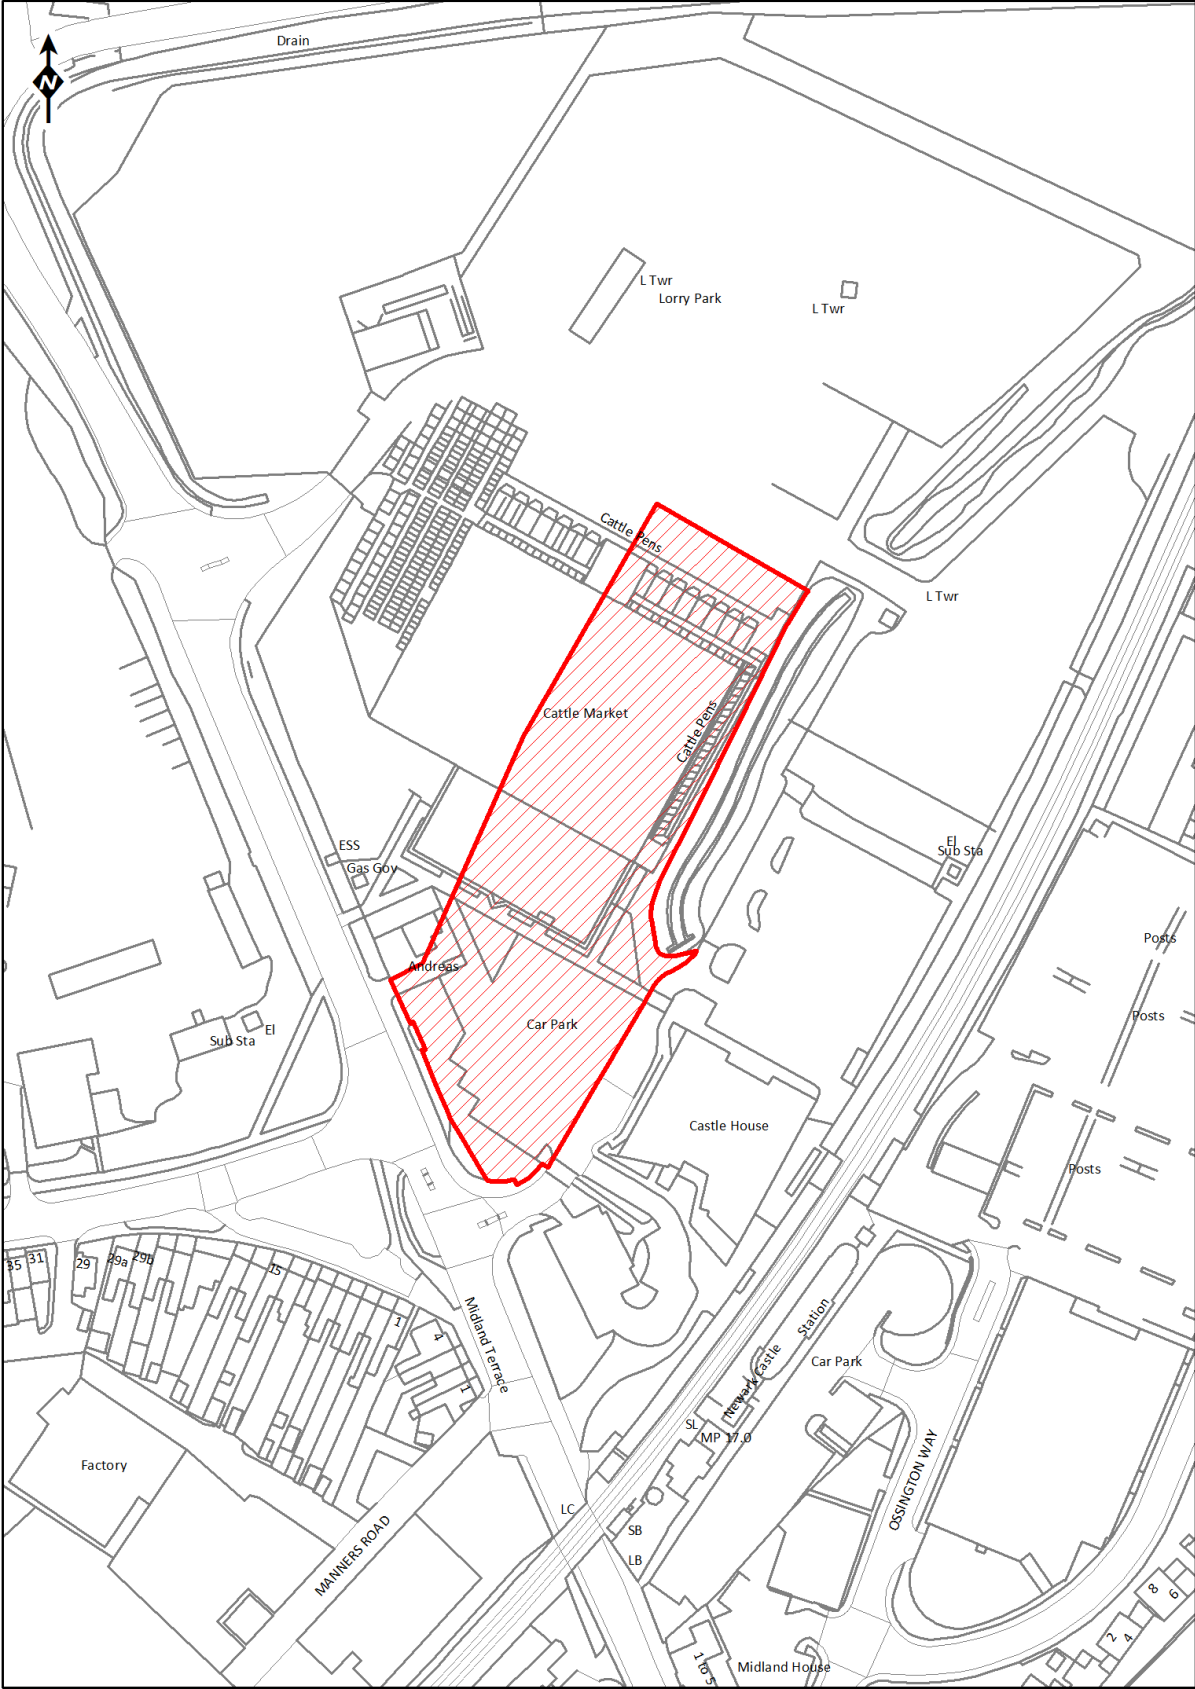 Drain
N
L Twr
Lorry Park
L Twr
Cattle Pens
L Twr
Cattle Market
Cattle Pens
ESS
Gas Gov
El
Sub Sta
Andreas
Posts
Car Park
Posts
El
Sub Sta
Castle House
Posts
35
31
29
29a
29b
15
1
4
1
Midland Terrace
Newark Castle
Station
Car Park
SL
MP 17.0
Factory
OSSINGTON WAY
LC
SB
LB
MANNERS ROAD
8
6
2
4
1 to 5
Midland House